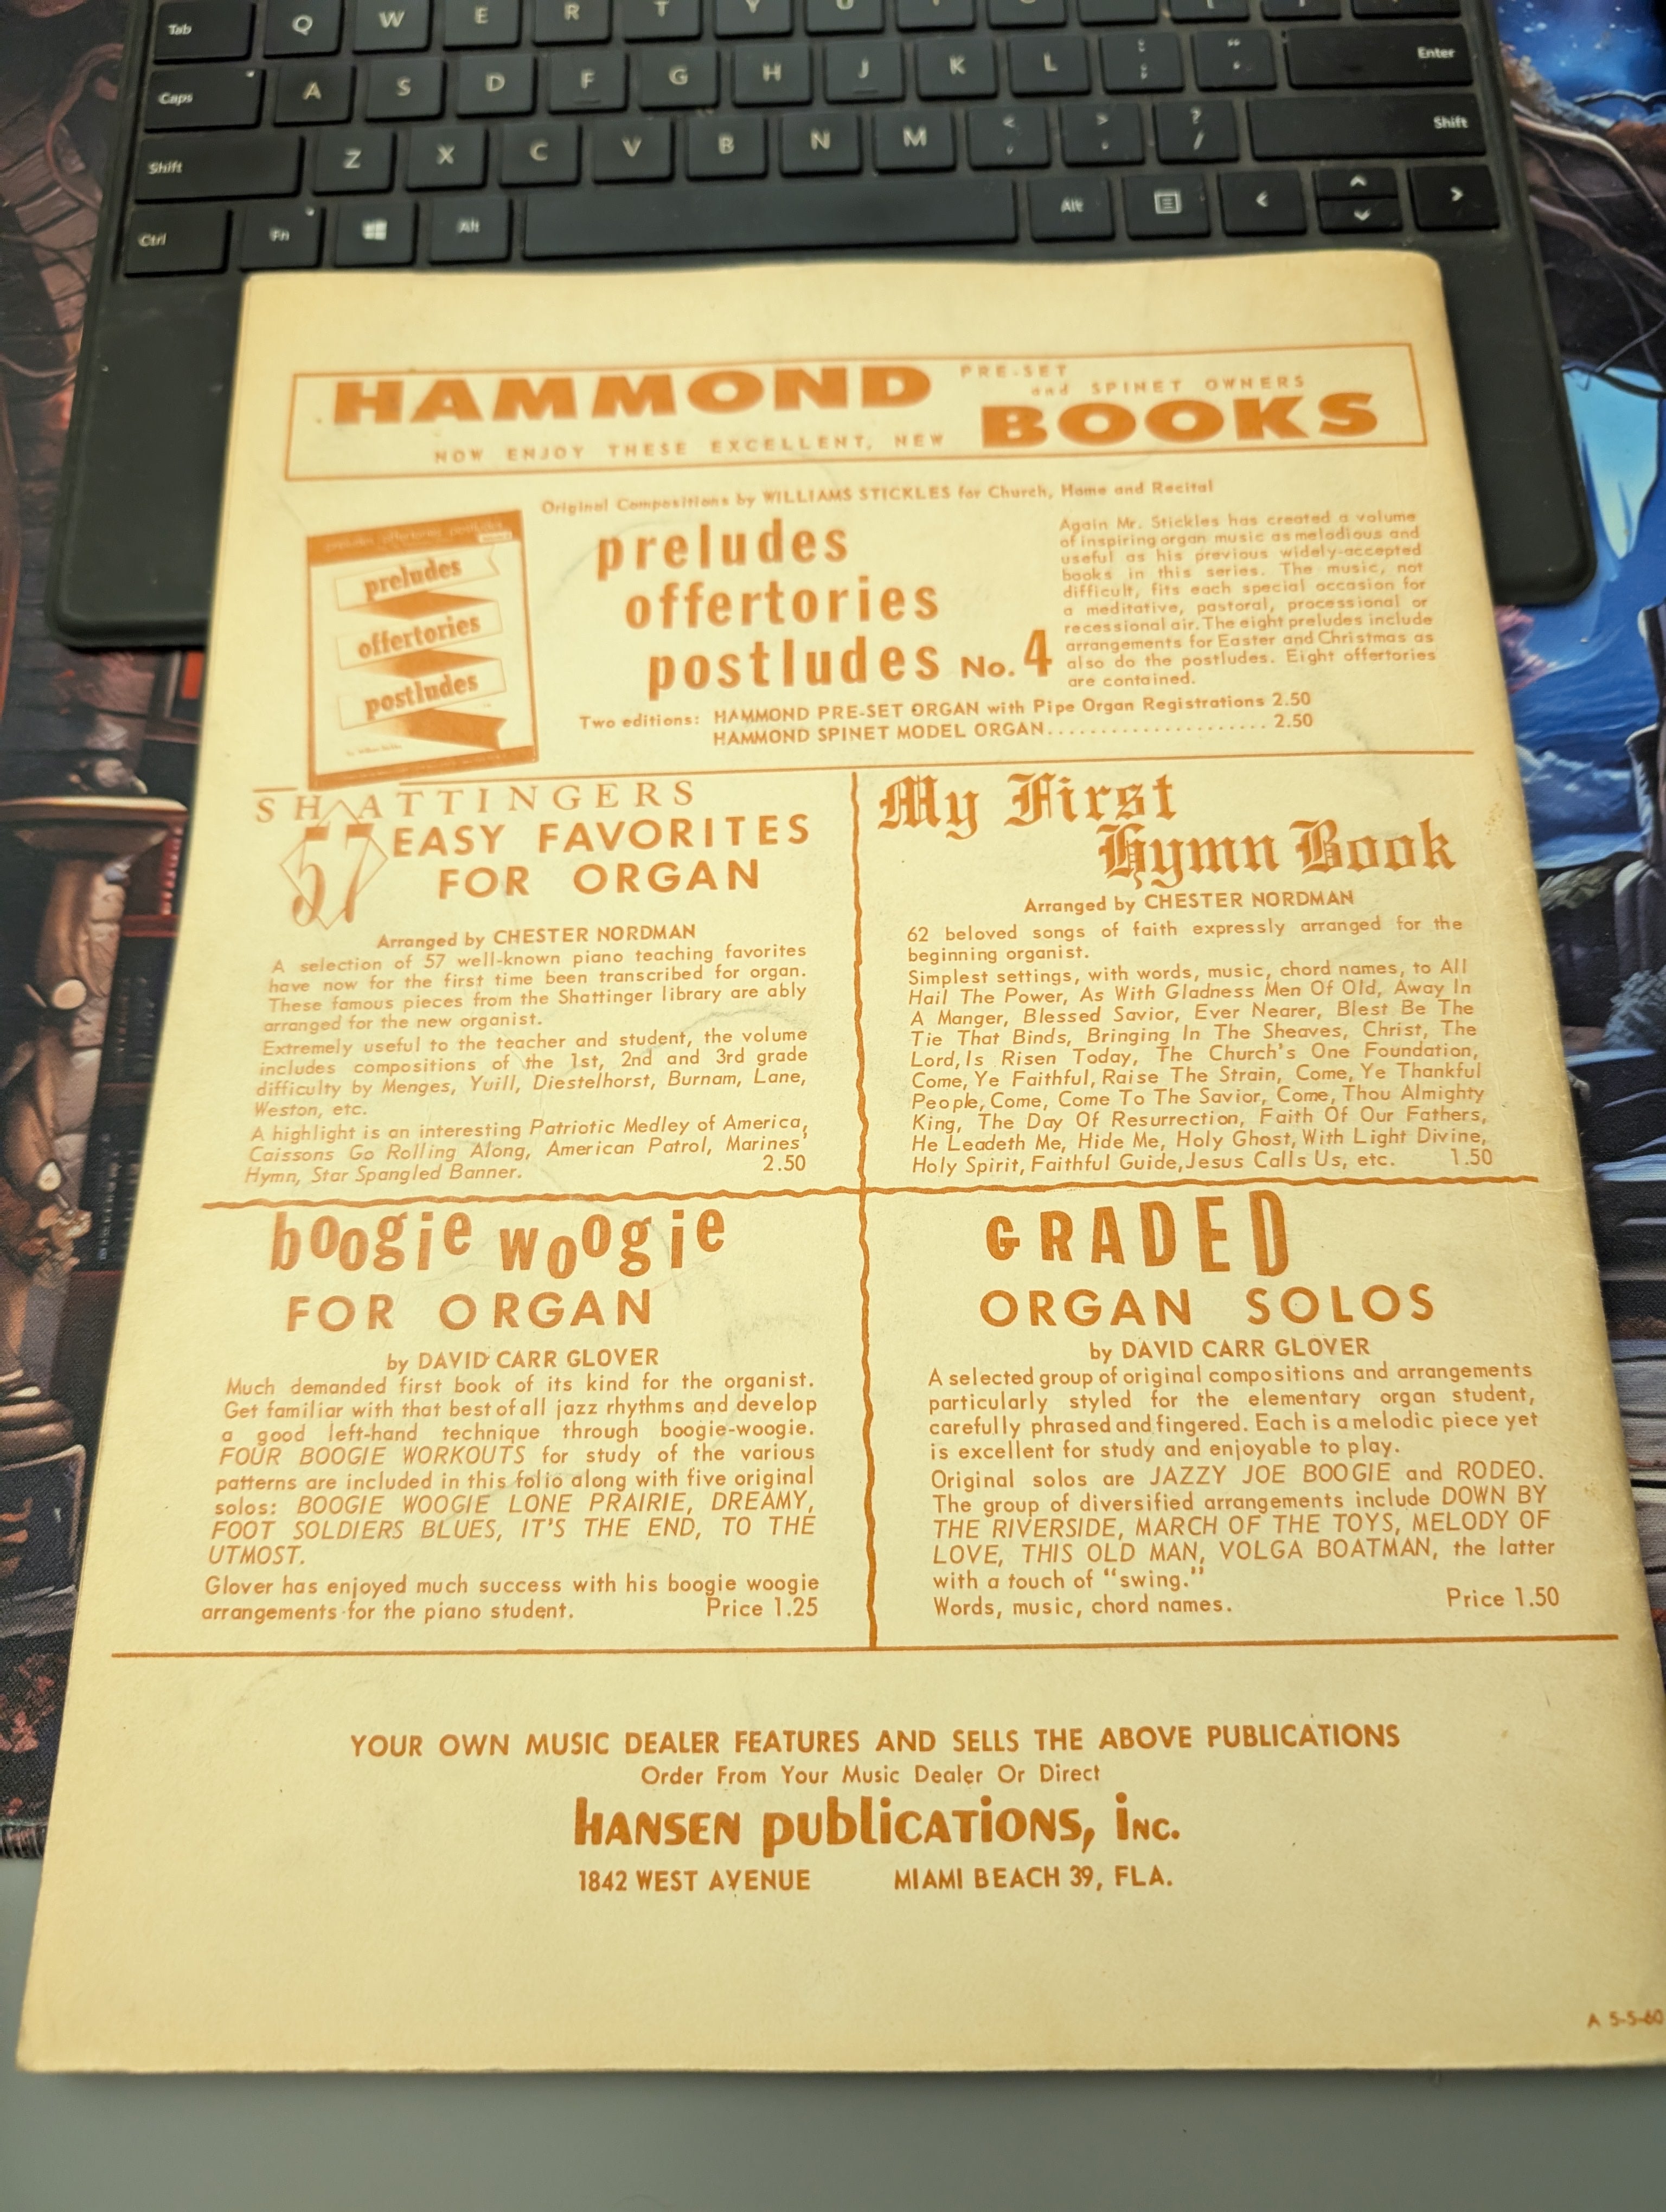 Tab Q W E R T Y U
Caps A S D F G H J K L : ; “ ” Enter
Shift Z X C V B N M < , > . ? / Shift
Ctrl Fn Alt Alt
HAMMOND PRE-SET
and SPINET OWNERS
NOW ENJOY THESE EXCELLENT, NEW BOOKS
Original Compositions by WILLIAMS STICKLES for Church, Home and Recital
preludes
offertories
postludes
preludes
offertories
postludes No. 4
Again Mr. Stickles has created a volume
of inspiring organ music as melodious and
useful as his previous widely-accepted
books in this series. The music, not
difficult, fits each special occasion for
a meditative, pastoral, processional or
recessional air. The eight preludes include
arrangements for Easter and Christmas as
also do the postludes. Eight offertories
are contained.
Two editions: HAMMOND PRE-SET ORGAN with Pipe Organ Registrations 2.50
HAMMOND SPINET MODEL ORGAN..................... 2.50
SHATTINGERS
57 EASY FAVORITES
FOR ORGAN
Arranged by CHESTER NORDMAN
A selection of 57 well-known piano teaching favorites
have now for the first time been transcribed for organ.
These famous pieces from the Shattinger library are ably
arranged for the new organist.
Extremely useful to the teacher and student, the volume
includes compositions of the 1st, 2nd and 3rd grade
difficulty by Menges, Yuill, Diestelhorst, Burnam, Lane,
Weston, etc.
A highlight is an interesting Patriotic Medley of America,
Caissons Go Rolling Along, American Patrol, Marines'
Hymn, Star Spangled Banner. 2.50
My First
Hymn Book
Arranged by CHESTER NORDMAN
62 beloved songs of faith expressly arranged for the
beginning organist.
Simplest settings, with words, music, chord names, to All
Hail The Power, As With Gladness Men Of Old, Away In
A Manger, Blessed Savior, Ever Nearer, Blest Be The
Tie That Binds, Bringing In The Sheaves, Christ, The
Lord, Is Risen Today, The Church's One Foundation,
Come, Ye Faithful, Raise The Strain, Come, Ye Thankful
People, Come, Come To The Savior, Come, Thou Almighty
King, The Day Of Resurrection, Faith Of Our Fathers,
He Leadeth Me, Hide Me, Holy Ghost, With Light Divine,
Holy Spirit, Faithful Guide, Jesus Calls Us, etc. 1.50
boogie woogie
FOR ORGAN
by DAVID CARR GLOVER
Much demanded first book of its kind for the organist.
Get familiar with that best of all jazz rhythms and develop
a good left-hand technique through boogie-woogie.
FOUR BOOGIE WORKOUTS for study of the various
patterns are included in this folio along with five original
solos: BOOGIE WOOGIE LONE PRAIRIE, DREAMY,
FOOT SOLDIERS BLUES, IT'S THE END, TO THE
UTMOST.
Glover has enjoyed much success with his boogie woogie
arrangements for the piano student. Price 1.25
GRADED
ORGAN SOLOS
by DAVID CARR GLOVER
A selected group of original compositions and arrangements
particularly styled for the elementary organ student,
carefully phrased and fingered. Each is a melodic piece yet
is excellent for study and enjoyable to play.
Original solos are JAZZY JOE BOOGIE and RODEO.
The group of diversified arrangements include DOWN BY
THE RIVERSIDE, MARCH OF THE TOYS, MELODY OF
LOVE, THIS OLD MAN, VOLGA BOATMAN, the latter
with a touch of "swing."
Words, music, chord names. Price 1.50
YOUR OWN MUSIC DEALER FEATURES AND SELLS THE ABOVE PUBLICATIONS
Order From Your Music Dealer Or Direct
HANSEN publications, inc.
1842 WEST AVENUE MIAMI BEACH 39, FLA.
A 5-5-60